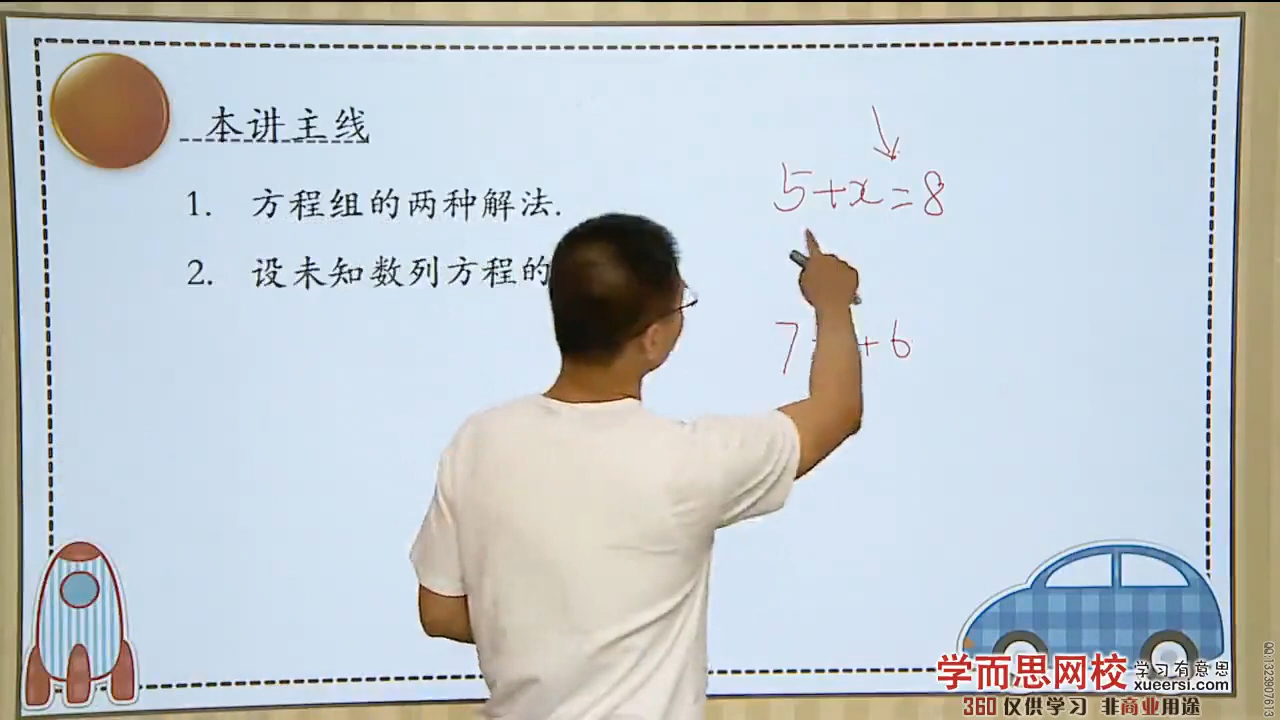 本讲主线
1. 方程组的两种解法.
2. 设未知数列方程的
5+x=8
7 +6
学而思网校 学习有意思
xueersi.com
360 仅供学习 非商业用途
QQ:132390761３